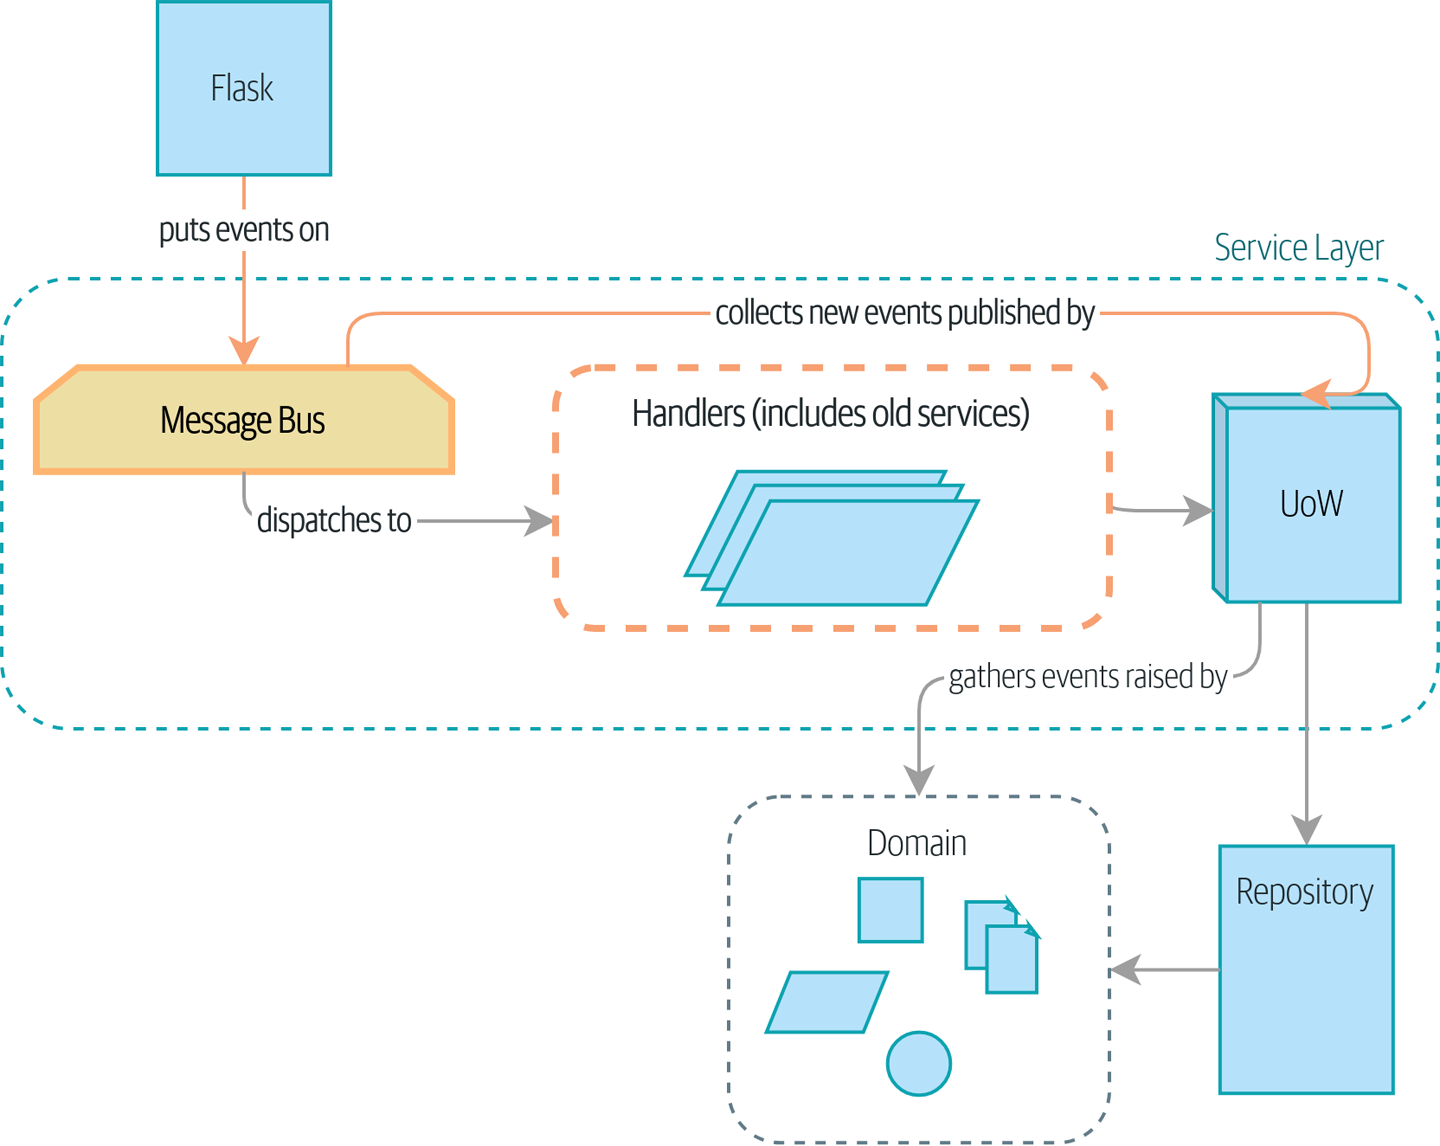 Flask
puts events on
Service Layer
collects new events published by
Message Bus
Handlers (includes old services)
UoW
dispatches to
gathers events raised by
Domain
Repository